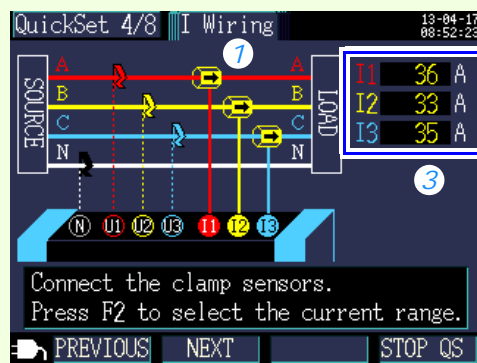 QuickSet 4/8 I Wiring 13-04-17
08:52:23
1
SOURCE
A A
B B
C C
N N
LOAD
I1 36 A
I2 33 A
I3 35 A
3
N U1 U2 U3 I1 I2 I3
Connect the clamp sensors.
Press F2 to select the current range.
PREVIOUS NEXT STOP QS